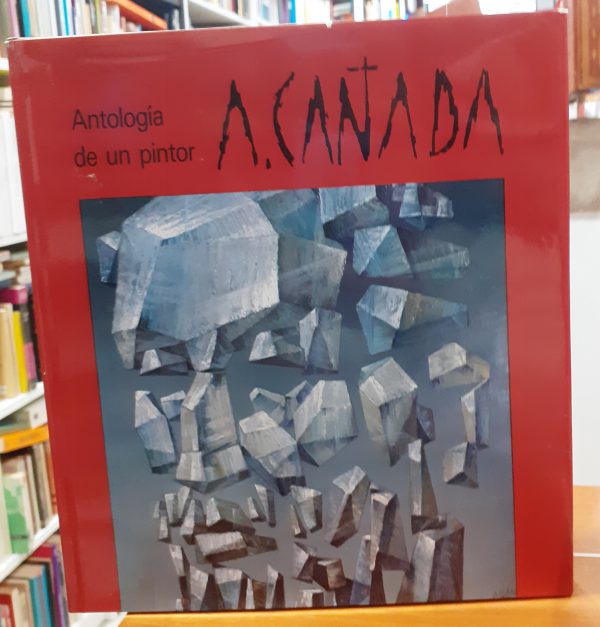 Antología
de un pintor
A. CAÑADA